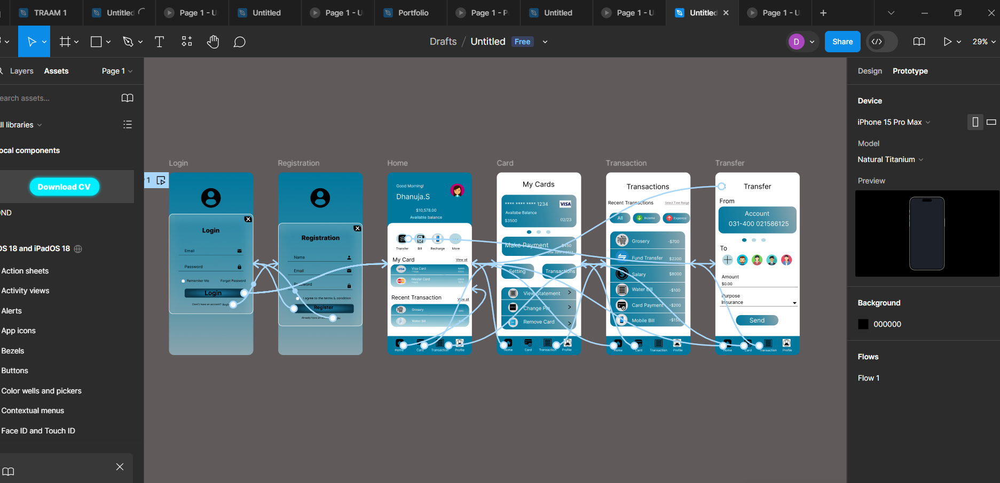 TRAAM 1
Untitled
Page 1 - U
Untitled
Page 1 - U
Portfolio
Page 1 - P
Untitled
Page 1 - U
Untitled
Page 1 - U
Drafts / Untitled Free
D
Share
29%
Layers Assets Page 1
earch assets...
ll libraries
ocal components
Download CV
OND
OS 18 and iPadOS 18
Action sheets
Activity views
Alerts
App icons
Bezels
Buttons
Color wells and pickers
Contextual menus
Face ID and Touch ID
1
Login
Login
Email
Password
Remember Me Forget Password
Login
Don't have an account?
Registration
Registration
Name
Email
Password
I agree to the terms & condition
Register
Already have an
Home
Good Morning!
Dhanuja.S
$10,578.00
Available balance
Transfer Bill Recharge More
My Card View all
Visa Card
Master Card
Recent Transaction View all
Grosery
Water Bill
Home Card Transaction Profile
Card
My Cards
**** **** **** 1234 VISA
Availabe Balance
$3500 02/23
Make Payment $450
Setting Transactions
View Statement
Change Pin
Remove Card
Home Card Transaction Profile
Transaction
Transactions
Recent Transactions Select Time Range
All Income Expence
Grosery -$700
Fund Transfer $2200
Salary $8000
Water Bill -$100
Card Payment -$200
Mobile Bill -$150
Home Card Transaction Profile
Transfer
Transfer
From
Account
031-400 021586125
To
Amount
$0.00
Purpose
Insurance
Send
Home Card Transaction Profile
Design Prototype
Device
iPhone 15 Pro Max
Model
Natural Titanium
Preview
Background
000000
Flows
Flow 1